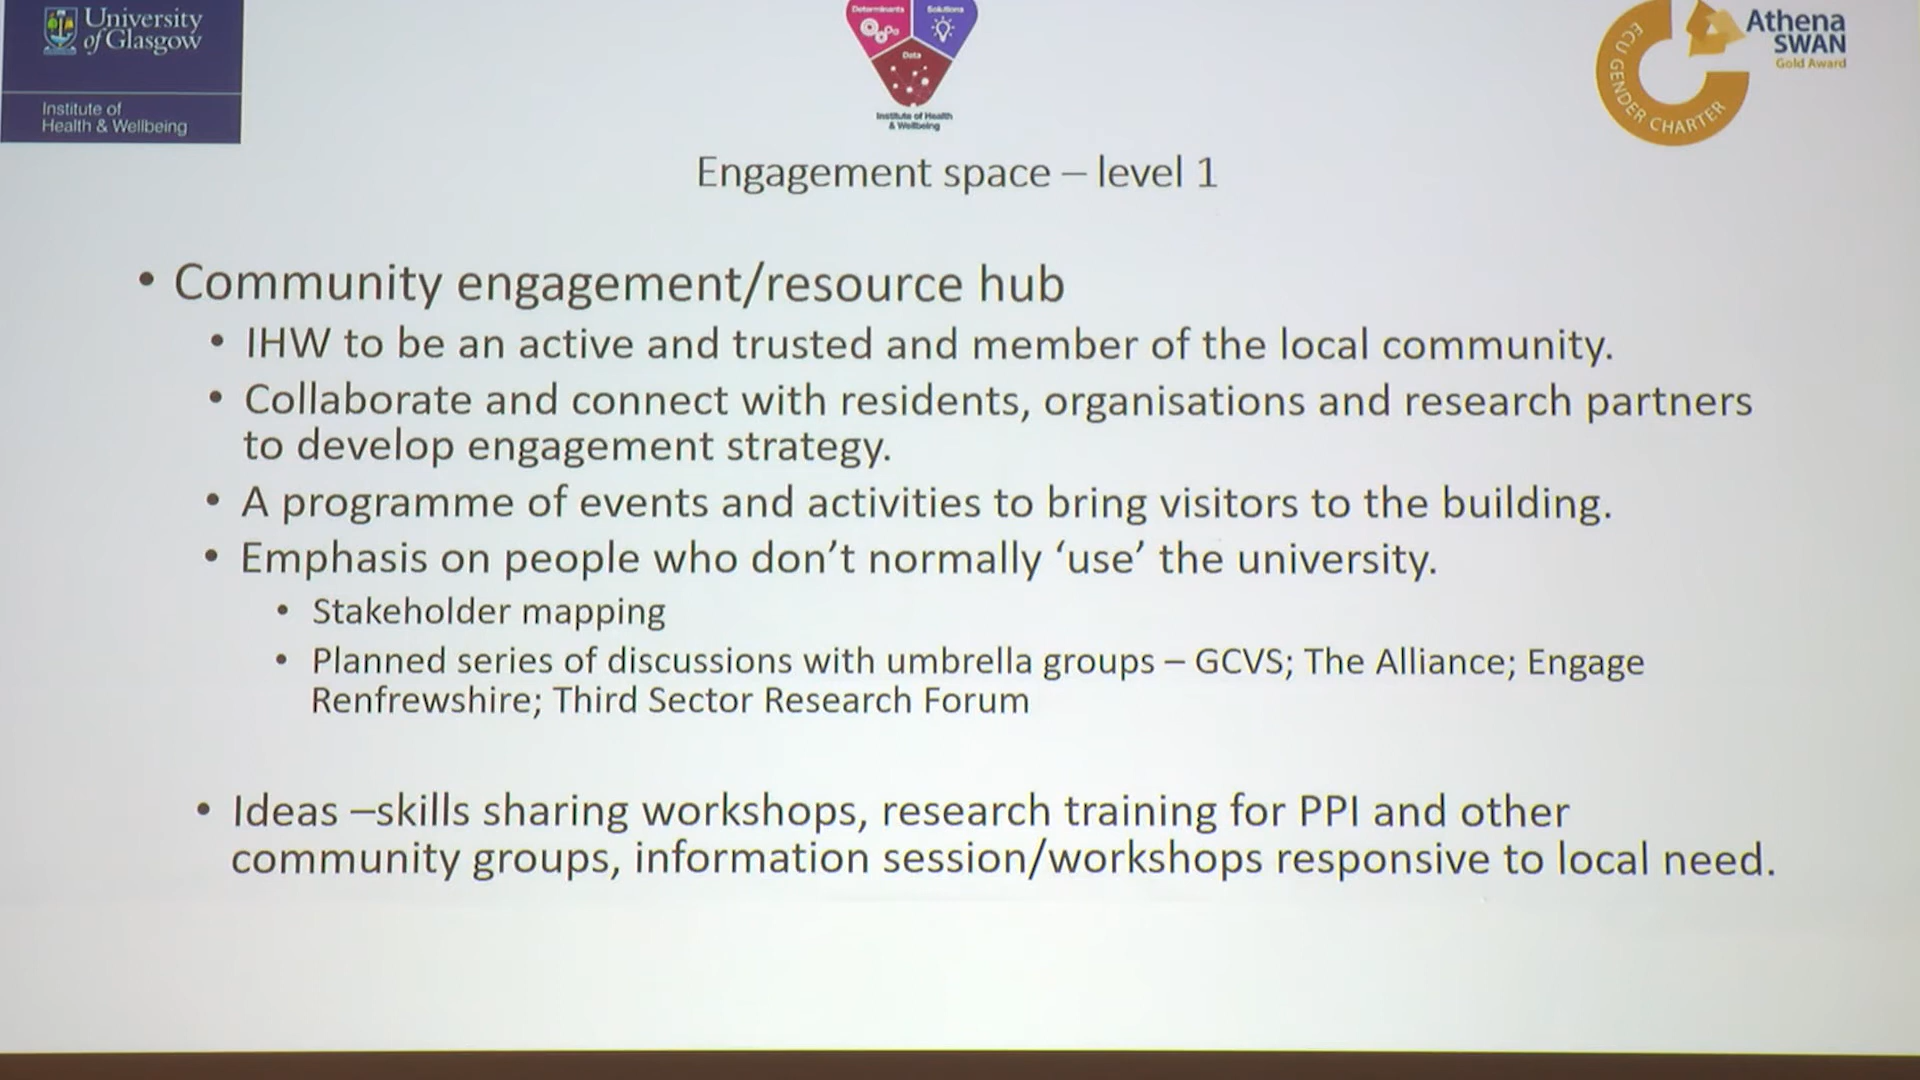 University
of Glasgow
Institute of
Health & Wellbeing
Determinants
Solutions
Data
Institute of Health
& Wellbeing
ECU GENDER CHARTER
Athena
SWAN
Gold Award
Engagement space – level 1
• Community engagement/resource hub
• IHW to be an active and trusted and member of the local community.
• Collaborate and connect with residents, organisations and research partners
to develop engagement strategy.
• A programme of events and activities to bring visitors to the building.
• Emphasis on people who don’t normally ‘use’ the university.
• Stakeholder mapping
• Planned series of discussions with umbrella groups – GCVS; The Alliance; Engage
Renfrewshire; Third Sector Research Forum
• Ideas –skills sharing workshops, research training for PPI and other
community groups, information session/workshops responsive to local need.